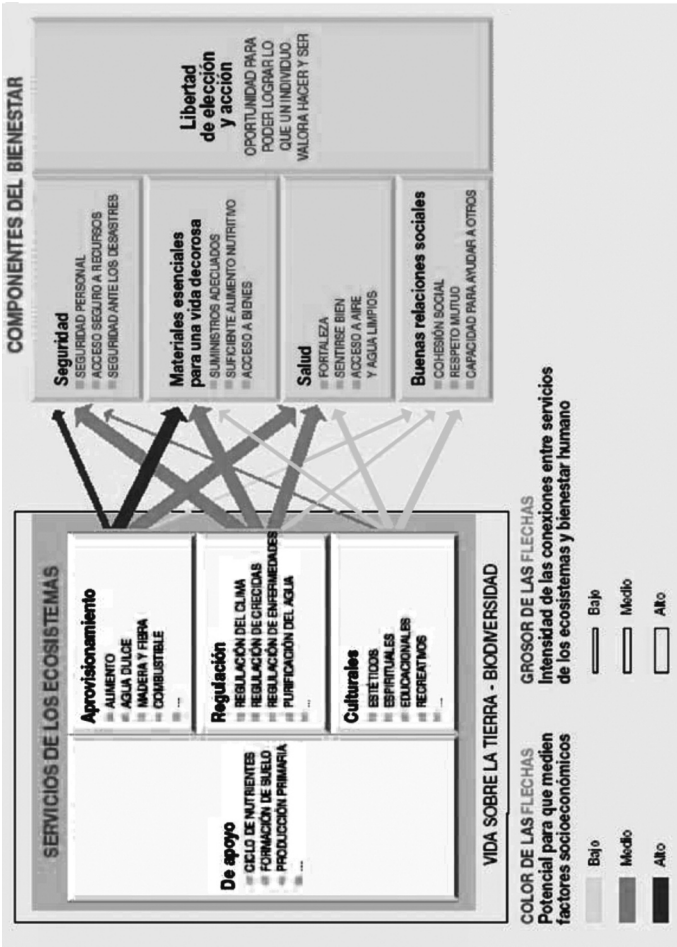 COMPONENTES DEL BIENESTAR
SERVICIOS DE LOS ECOSISTEMAS
De apoyo
CICLO DE NUTRIENTES
FORMACIÓN DE SUELO
PRODUCCIÓN PRIMARIA
...
Aprovisionamiento
ALIMENTO
AGUA DULCE
MADERA Y FIBRA
COMBUSTIBLE
...
Regulación
REGULACIÓN DEL CLIMA
REGULACIÓN DE CRECIDAS
REGULACIÓN DE ENFERMEDADES
PURIFICACIÓN DEL AGUA
...
Culturales
ESTÉTICOS
ESPIRITUALES
EDUCACIONALES
RECREATIVOS
...
VIDA SOBRE LA TIERRA - BIODIVERSIDAD
Seguridad
SEGURIDAD PERSONAL
ACCESO SEGURO A RECURSOS
SEGURIDAD ANTE LOS DESASTRES
Materiales esenciales
para una vida decorosa
SUMINISTROS ADECUADOS
SUFICIENTE ALIMENTO NUTRITIVO
ACCESO A BIENES
Salud
FORTALEZA
SENTIRSE BIEN
ACCESO A AIRE
Y AGUA LIMPIOS
Buenas relaciones sociales
COHESIÓN SOCIAL
RESPETO MUTUO
CAPACIDAD PARA AYUDAR A OTROS
Libertad
de elección
y acción
OPORTUNIDAD PARA
PODER LOGRAR LO
QUE UN INDIVIDUO
VALORA HACER Y SER
COLOR DE LAS FLECHAS
Potencial para que medien
factores socioeconómicos
Bajo
Medio
Alto
GROSOR DE LAS FLECHAS
Intensidad de las conexiones entre servicios
de los ecosistemas y bienestar humano
Bajo
Medio
Alto